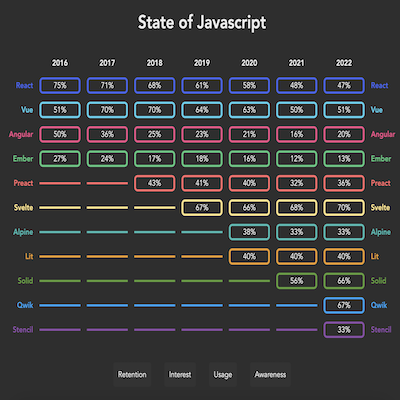 State of Javascript
2016 2017 2018 2019 2020 2021 2022
React 75% 71% 68% 61% 58% 48% 47% React
Vue 51% 70% 70% 64% 63% 50% 51% Vue
Angular 50% 36% 25% 23% 21% 16% 20% Angular
Ember 27% 24% 17% 18% 16% 12% 13% Ember
Preact 43% 41% 40% 32% 36% Preact
Svelte 67% 66% 68% 70% Svelte
Alpine 38% 33% 33% Alpine
Lit 40% 40% 40% Lit
Solid 56% 66% Solid
Qwik 67% Qwik
Stencil 33% Stencil
Retention Interest Usage Awareness